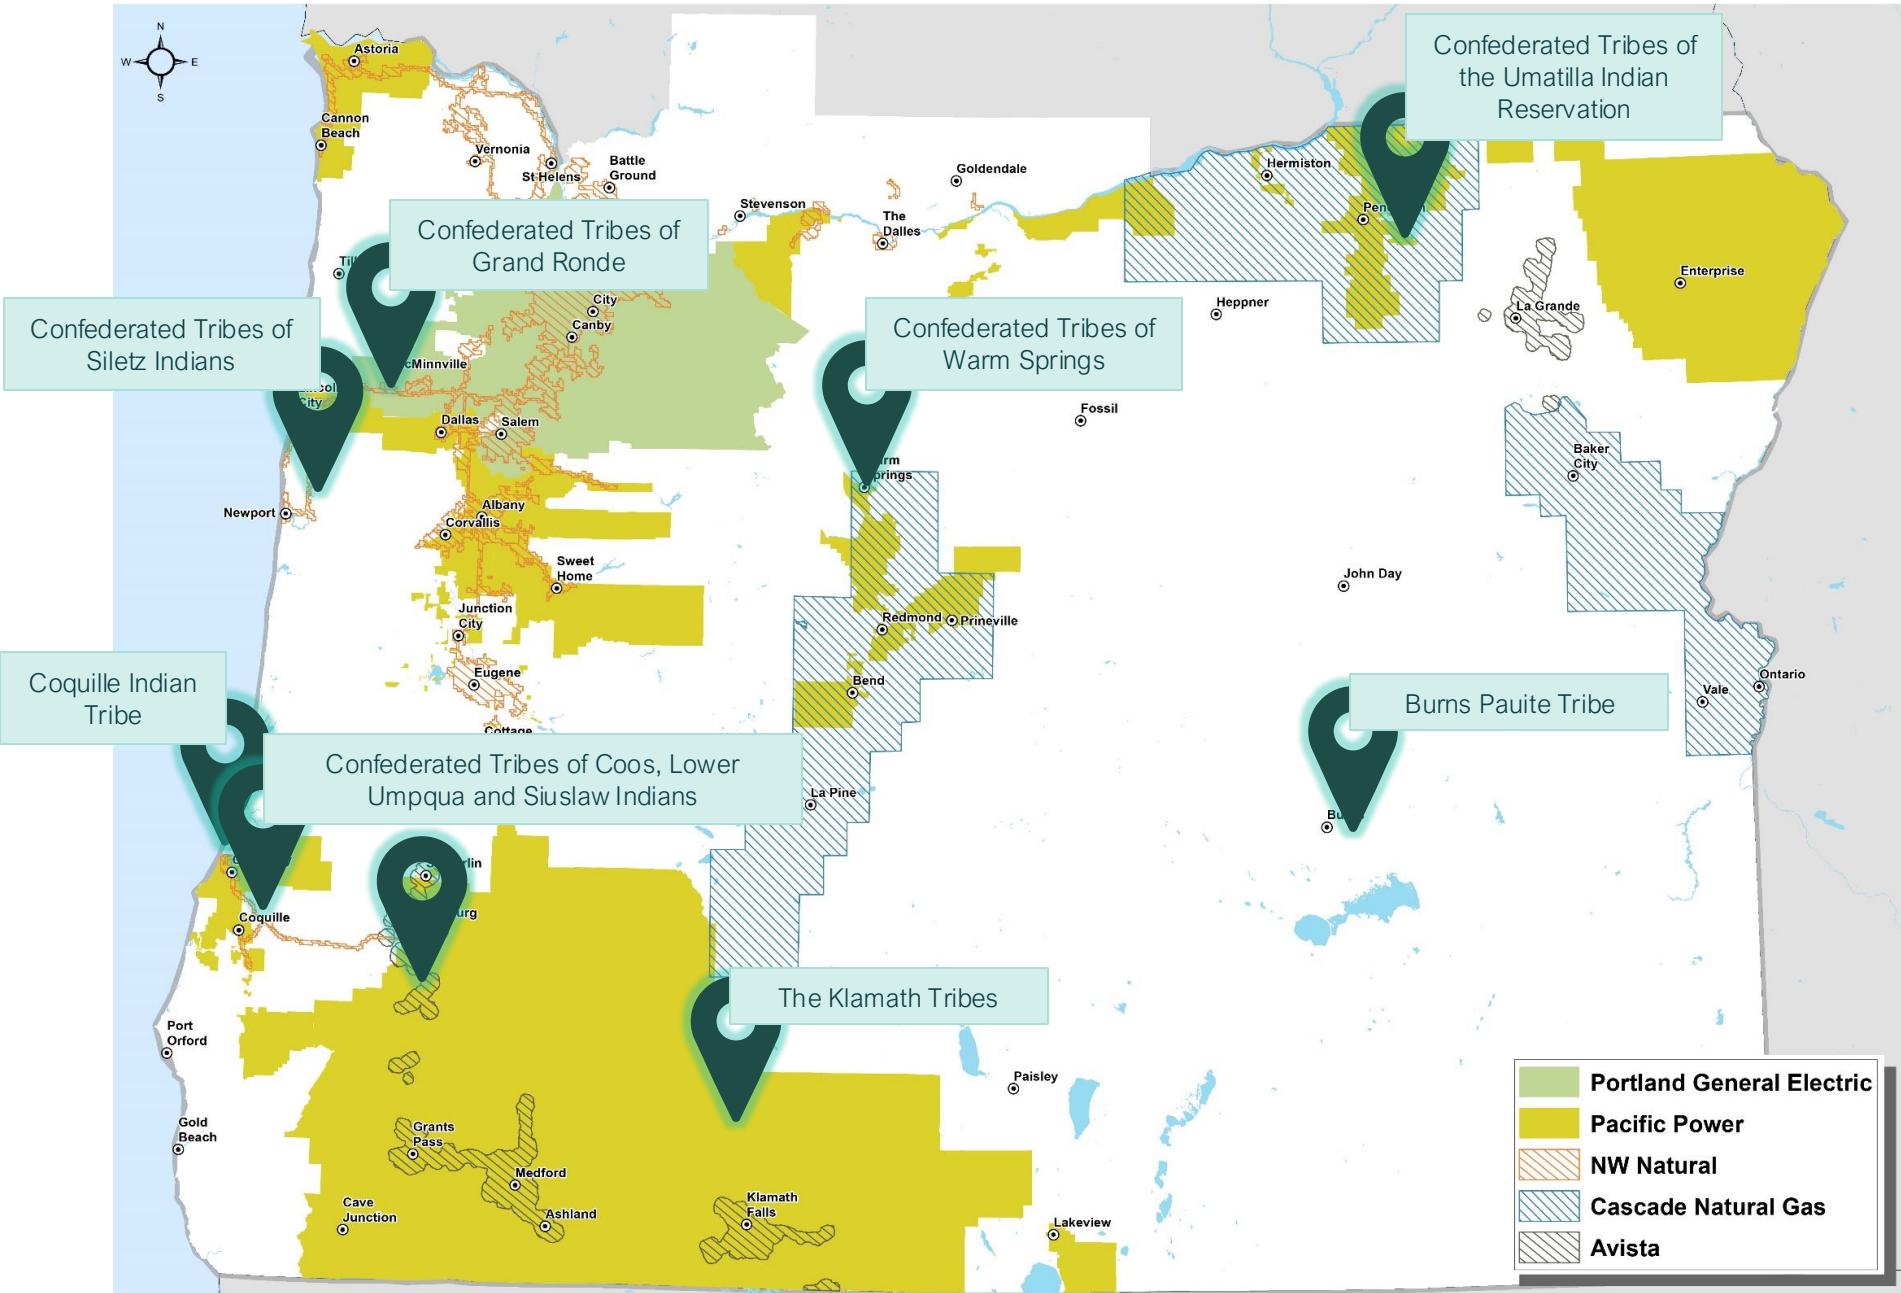 N
W
E
S
Astoria
Cannon
Beach
Vernonia
St Helens
Battle
Ground
Goldendale
Stevenson
The
Dalles
Hermiston
Confederated Tribes of
the Umatilla Indian
Reservation
Confederated Tribes of
Grand Ronde
Enterprise
La Grande
Heppner
City
Canby
Confederated Tribes of
Siletz Indians
Confederated Tribes of
Warm Springs
City
Dallas
Salem
Fossil
Baker
City
Newport
Albany
Corvallis
Sweet
Home
John Day
Junction
City
Redmond
Prineville
Eugene
Bend
Coquille Indian
Tribe
Ontario
Vale
Burns Pauite Tribe
Cottage
Confederated Tribes of Coos, Lower
Umpqua and Siuslaw Indians
La Pine
Coquille
The Klamath Tribes
Port
Orford
Paisley
Gold
Beach
Grants
Pass
Medford
Ashland
Cave
Junction
Klamath
Falls
Lakeview
Portland General Electric
Pacific Power
NW Natural
Cascade Natural Gas
Avista